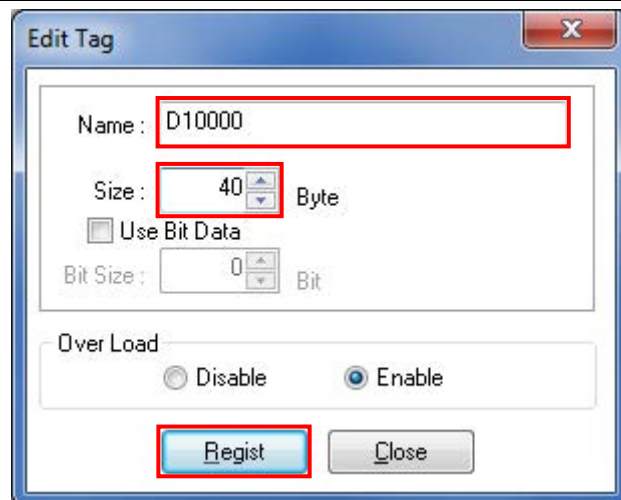 Edit Tag
Name : D10000
Size : 40 Byte
Use Bit Data
Bit Size : 0 Bit
Over Load
Disable Enable
Regist Close